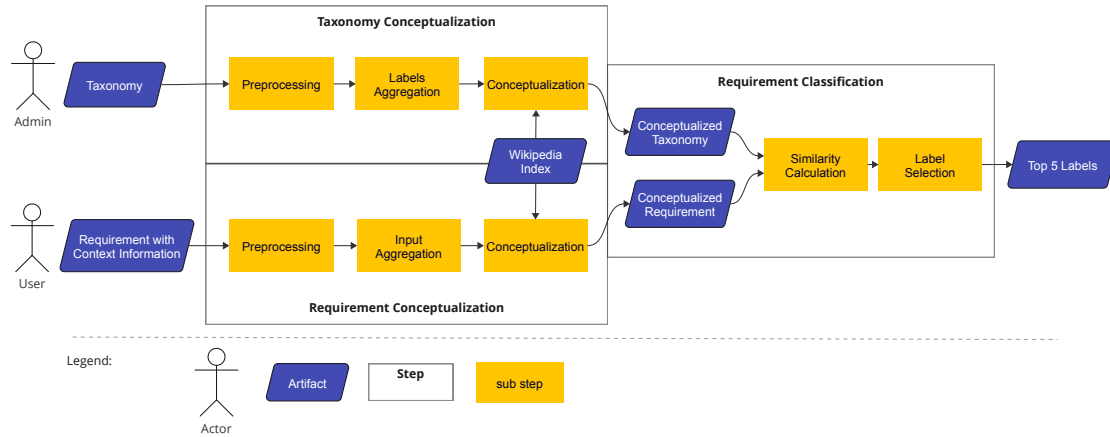 Taxonomy Conceptualization
Admin
Taxonomy
Preprocessing
Labels
Aggregation
Conceptualization
Wikipedia
Index
User
Requirement with
Context Information
Preprocessing
Input
Aggregation
Conceptualization
Requirement Conceptualization
Requirement Classification
Conceptualized
Taxonomy
Conceptualized
Requirement
Similarity
Calculation
Label
Selection
Top 5 Labels
Legend:
Actor
Artifact
Step
sub step